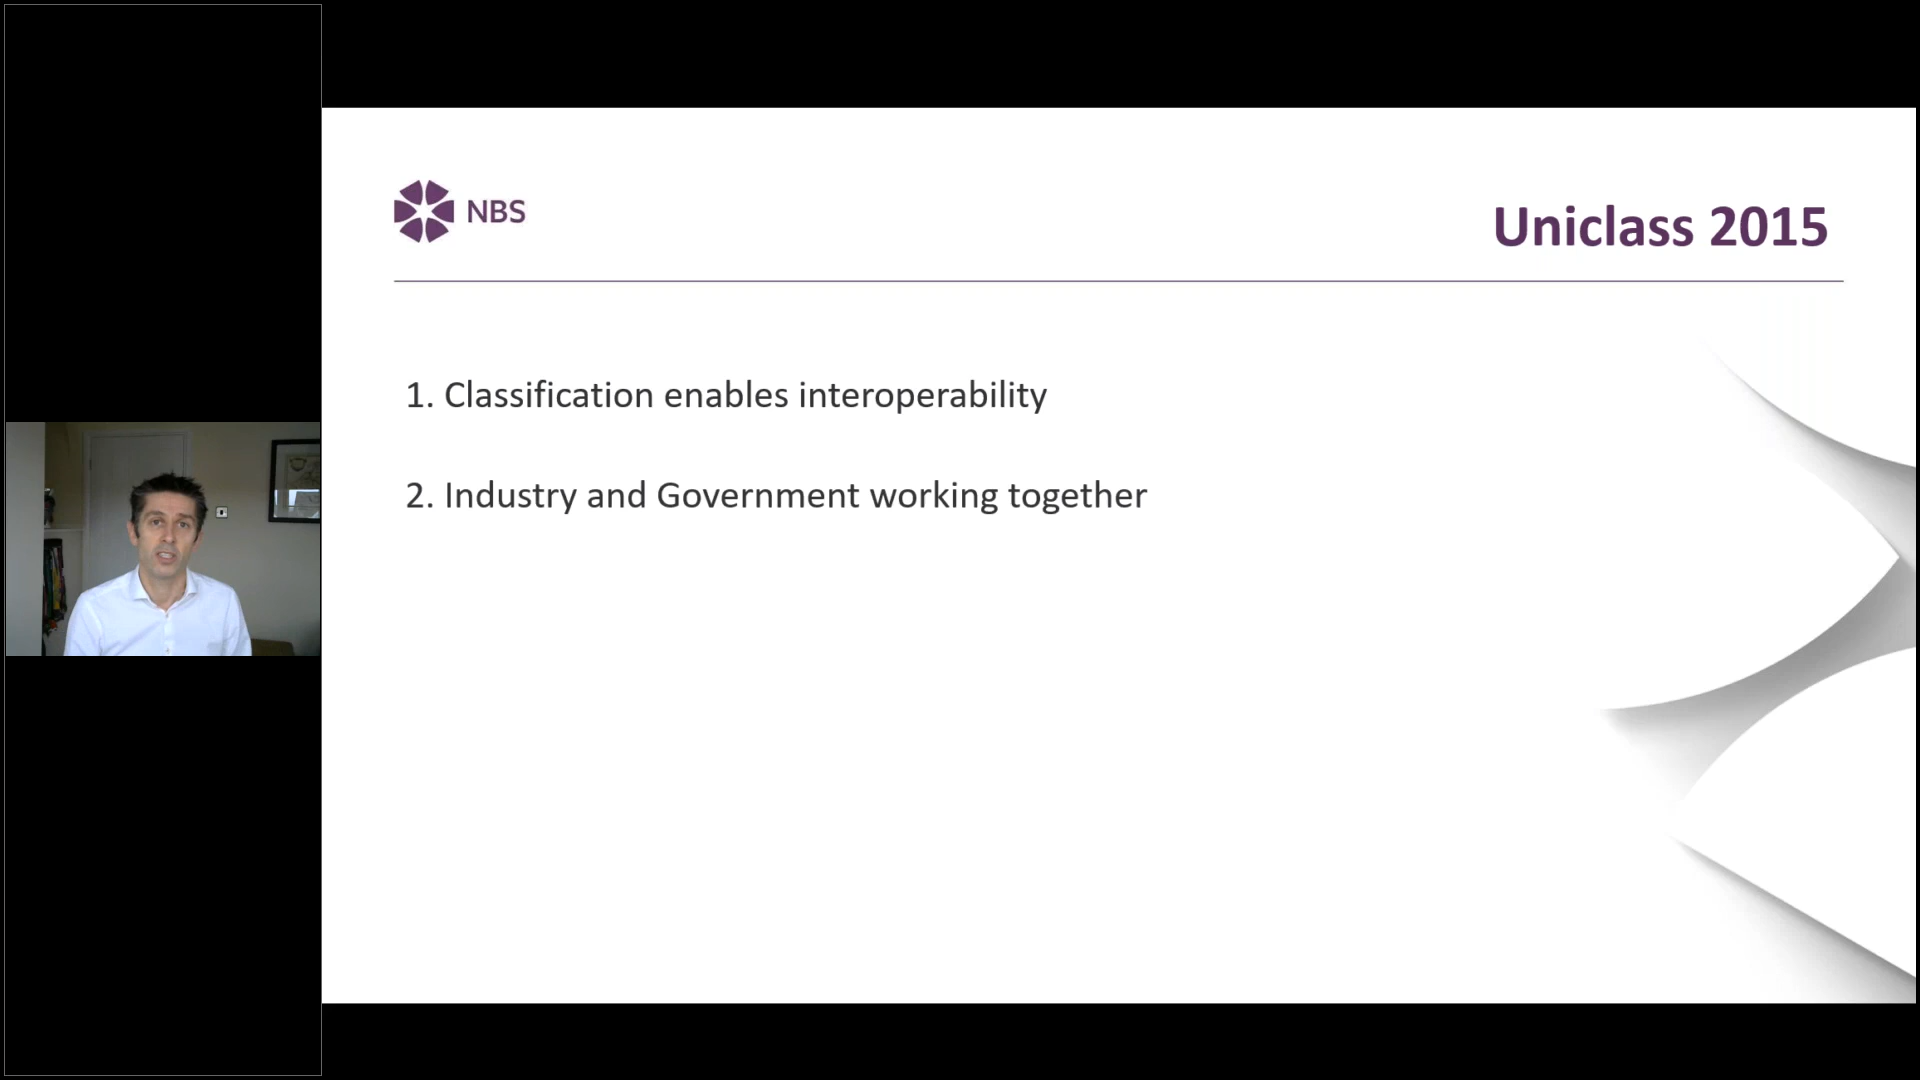 NBS
Uniclass 2015
1. Classification enables interoperability
2. Industry and Government working together